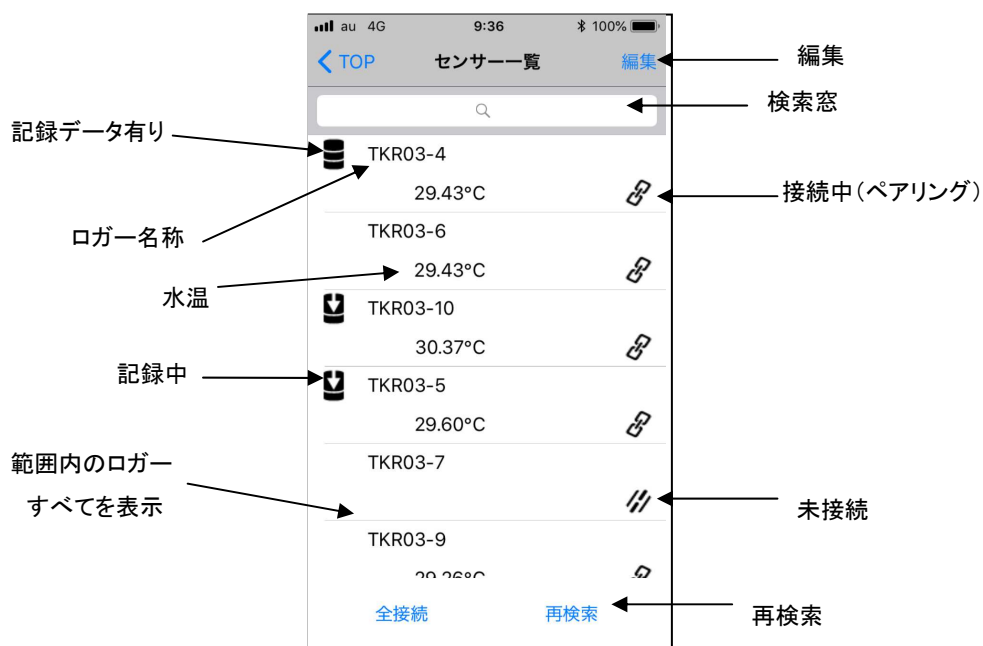 au 4G 9:36 100%
TOP センサー一覧 編集
編集
検索窓
記録データ有り
TKR03-4
29.43°C
接続中(ペアリング)
ロガー名称
TKR03-6
29.43°C
水温
TKR03-10
30.37°C
記録中
TKR03-5
29.60°C
範囲内のロガー
すべてを表示
TKR03-7
未接続
TKR03-9
29.26°C
全接続 再検索
再検索